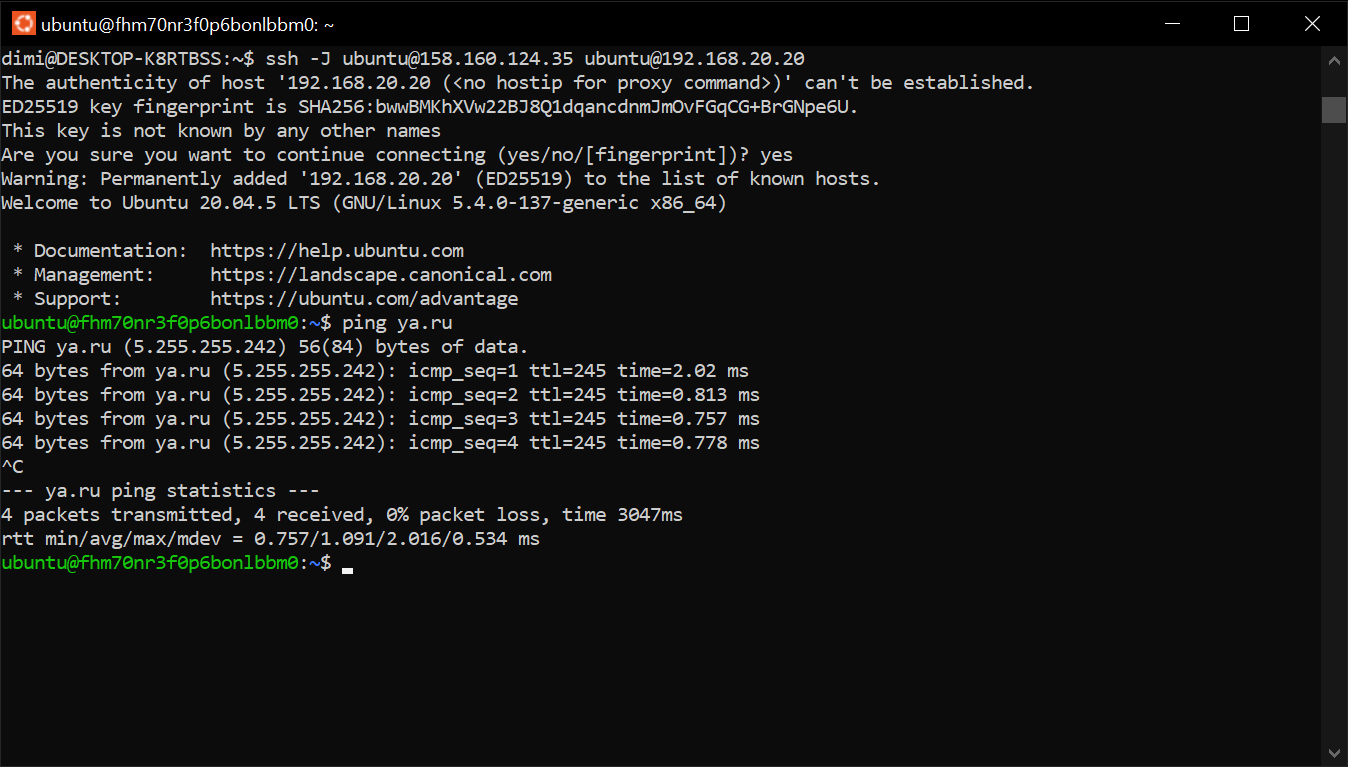 ubuntu@fhm70nr3f0p6bonlbbm0: ~
dimi@DESKTOP-K8RTBSS:~$ ssh -J ubuntu@158.160.124.35 ubuntu@192.168.20.20
The authenticity of host '192.168.20.20 (<no hostip for proxy command>)' can't be established.
ED25519 key fingerprint is SHA256:bwwBMKhXVw22BJ8Q1dqancdnmJmOvFGqCG+BrGNpe6U.
This key is not known by any other names
Are you sure you want to continue connecting (yes/no/[fingerprint])? yes
Warning: Permanently added '192.168.20.20' (ED25519) to the list of known hosts.
Welcome to Ubuntu 20.04.5 LTS (GNU/Linux 5.4.0-137-generic x86_64)

 * Documentation:  https://help.ubuntu.com
 * Management:     https://landscape.canonical.com
 * Support:        https://ubuntu.com/advantage
ubuntu@fhm70nr3f0p6bonlbbm0:~$ ping ya.ru
PING ya.ru (5.255.255.242) 56(84) bytes of data.
64 bytes from ya.ru (5.255.255.242): icmp_seq=1 ttl=245 time=2.02 ms
64 bytes from ya.ru (5.255.255.242): icmp_seq=2 ttl=245 time=0.813 ms
64 bytes from ya.ru (5.255.255.242): icmp_seq=3 ttl=245 time=0.757 ms
64 bytes from ya.ru (5.255.255.242): icmp_seq=4 ttl=245 time=0.778 ms
^C
--- ya.ru ping statistics ---
4 packets transmitted, 4 received, 0% packet loss, time 3047ms
rtt min/avg/max/mdev = 0.757/1.091/2.016/0.534 ms
ubuntu@fhm70nr3f0p6bonlbbm0:~$